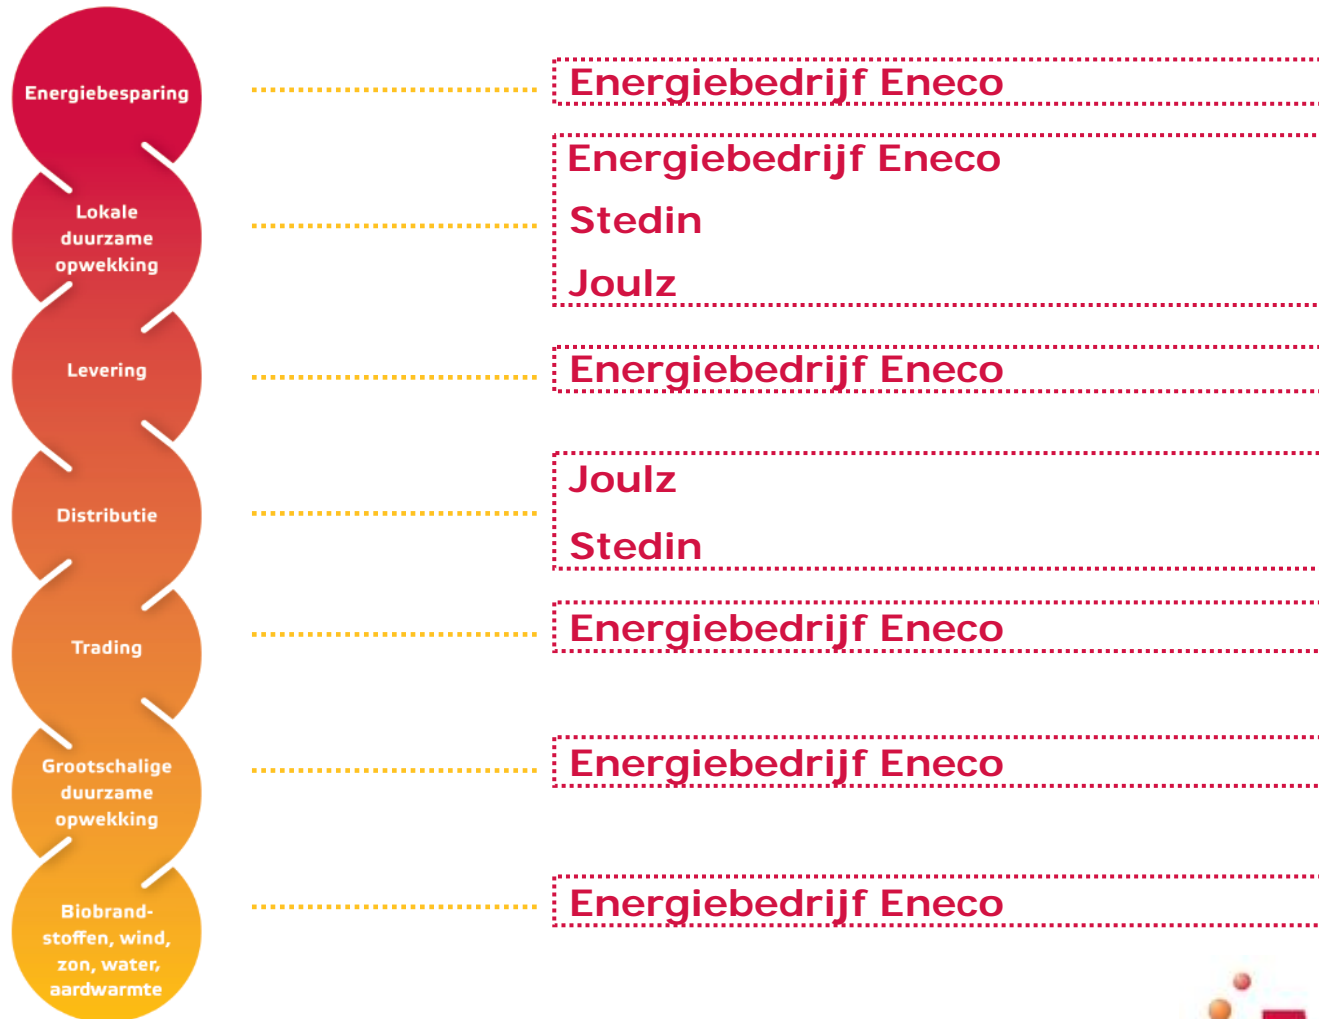 Energiebesparing
Energiebedrijf Eneco
Lokale
duurzame
opwekking
Energiebedrijf Eneco
Stedin
Joulz
Levering
Energiebedrijf Eneco
Distributie
Joulz
Stedin
Trading
Energiebedrijf Eneco
Grootschalige
duurzame
opwekking
Energiebedrijf Eneco
Biobrand-
stoffen, wind,
zon, water,
aardwarmte
Energiebedrijf Eneco